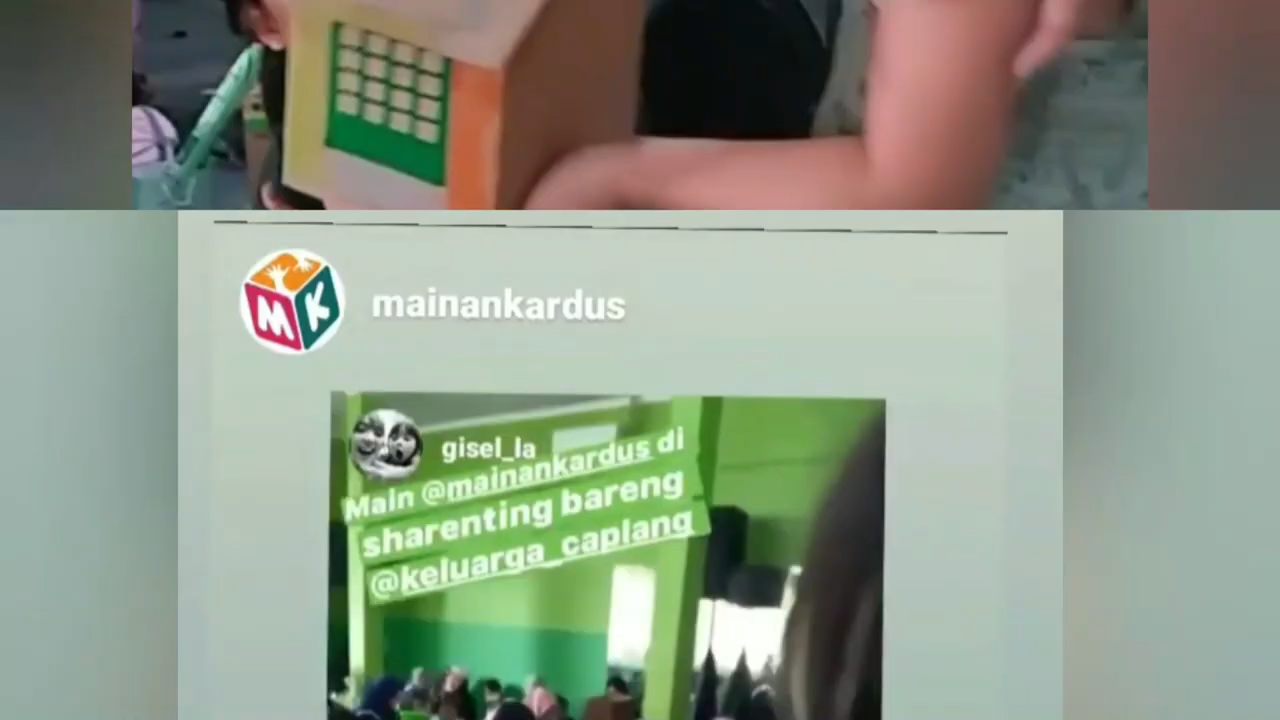 MK
mainankardus
gisel_la
Main @mainankardus di
sharenting bareng
@keluarga_caplang